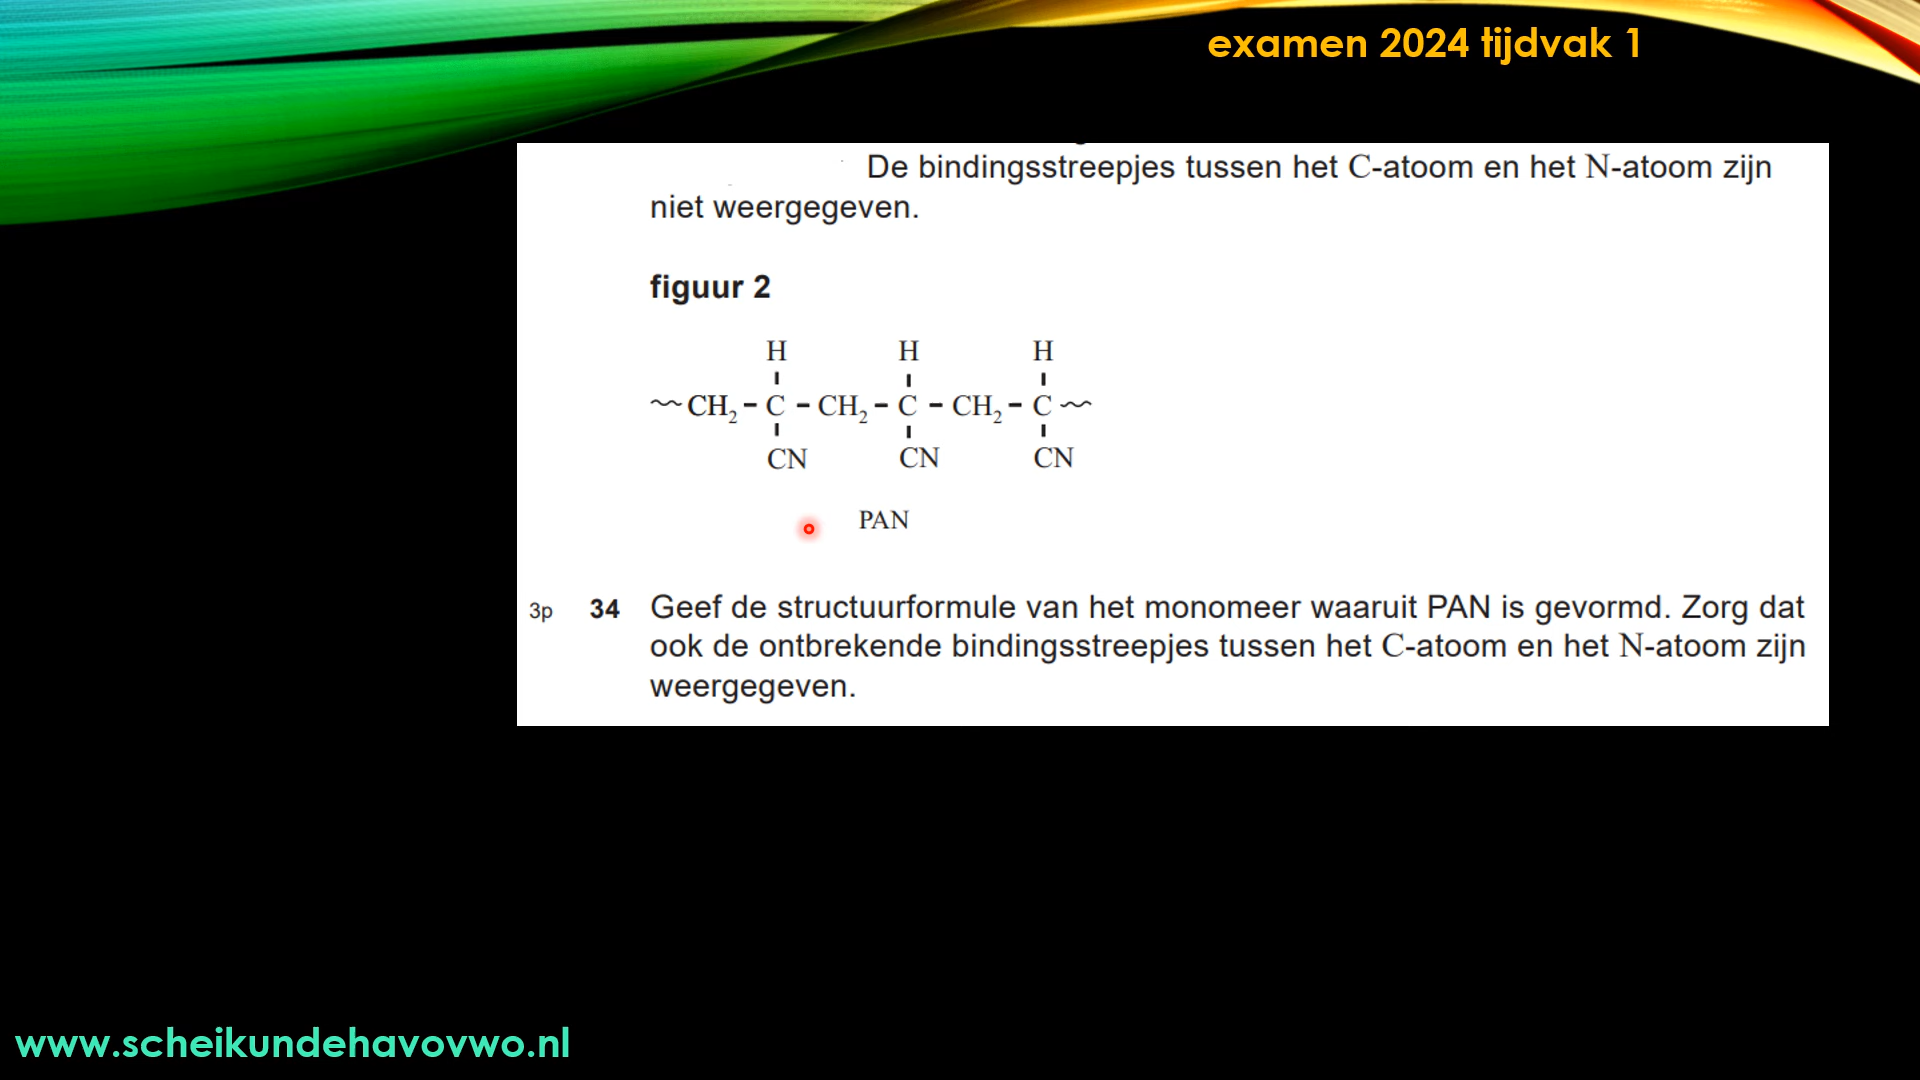 examen 2024 tijdvak 1
De bindingsstreepjes tussen het C-atoom en het N-atoom zijn
niet weergegeven.
figuur 2
H H H
CH₂ - C - CH₂ - C - CH₂ - C
CN CN CN
PAN
3p 34 Geef de structuurformule van het monomeer waaruit PAN is gevormd. Zorg dat
ook de ontbrekende bindingsstreepjes tussen het C-atoom en het N-atoom zijn
weergegeven.
www.scheikundehavovwo.nl